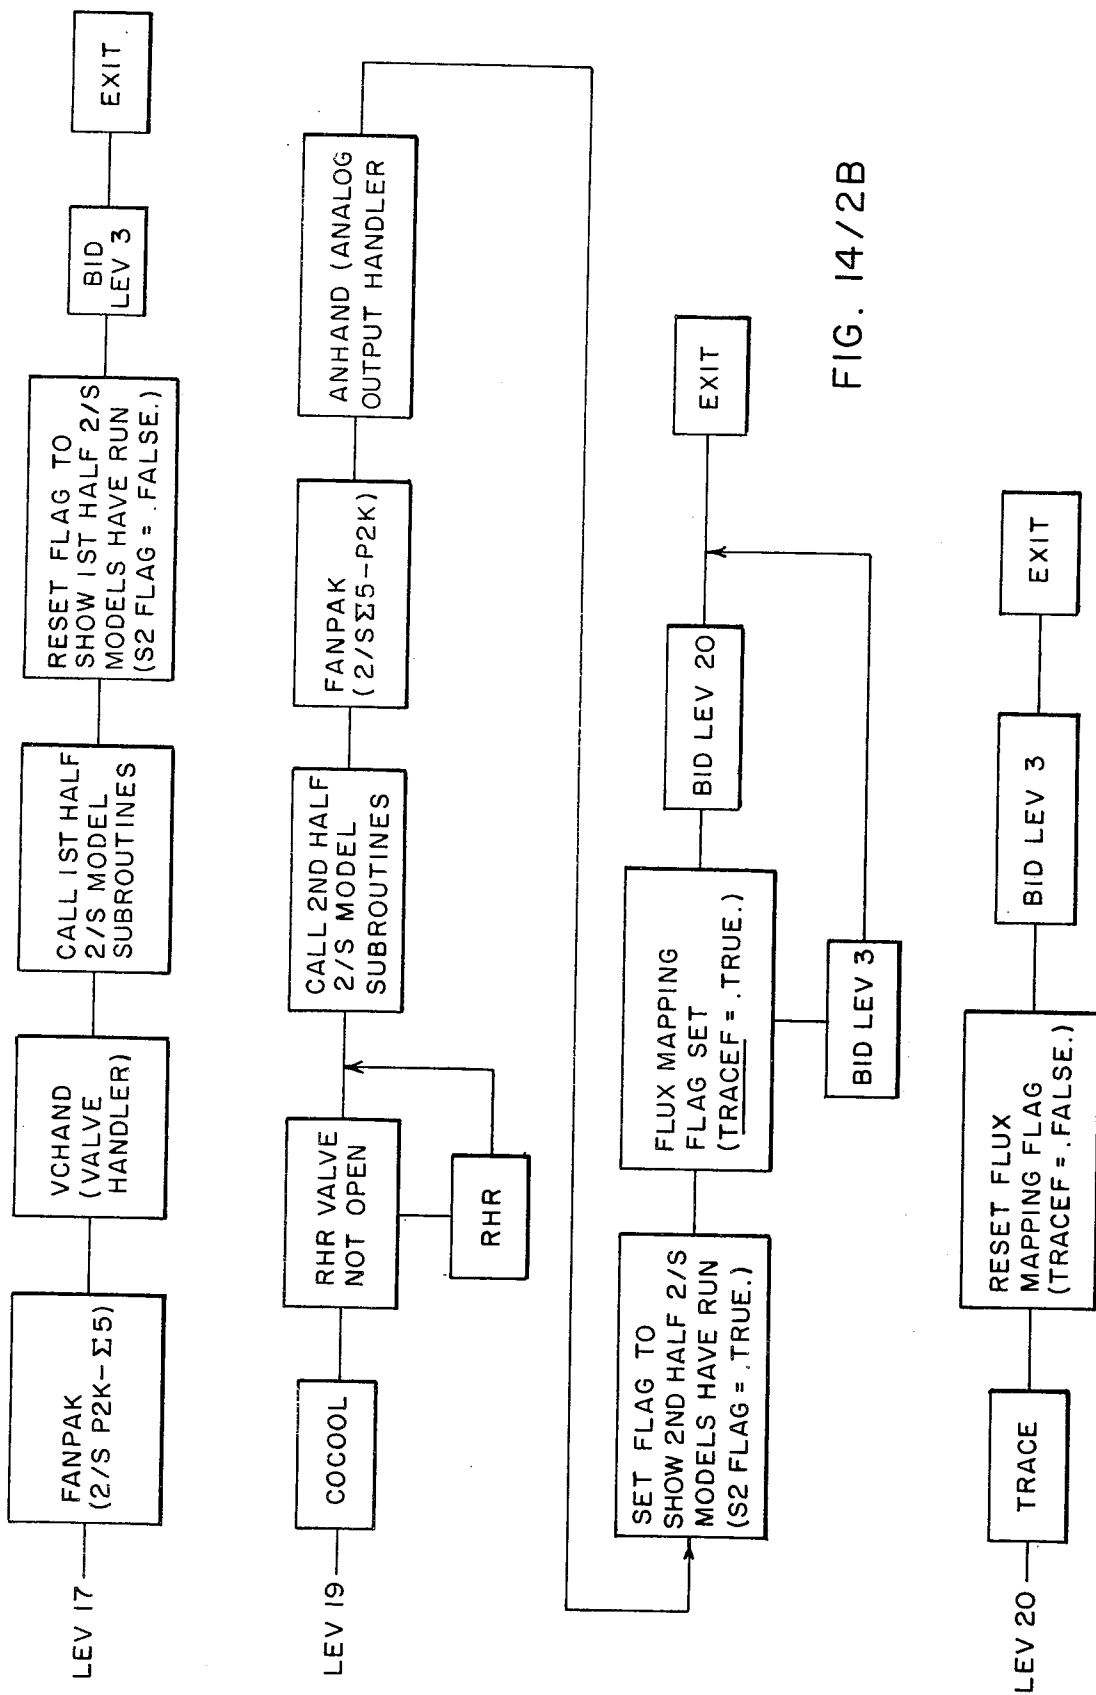 LEV 17
FANPAK
(2/S P2K-Σ5)
VCHAND
(VALVE
HANDLER)
CALL IST HALF
2/S MODEL
SUBROUTINES
RESET FLAG TO
SHOW IST HALF 2/S
MODELS HAVE RUN
(S2 FLAG = .FALSE.)
BID
LEV 3
EXIT
LEV 19
COCOOL
RHR VALVE
NOT OPEN
RHR
CALL 2ND HALF
2/S MODEL
SUBROUTINES
FANPAK
(2/SΣ5-P2K)
ANHAND (ANALOG
OUTPUT HANDLER
SET FLAG TO
SHOW 2ND HALF 2/S
MODELS HAVE RUN
(S2 FLAG = .TRUE.)
FLUX MAPPING
FLAG SET
(TRACEF = .TRUE.)
BID LEV 3
BID LEV 20
EXIT
LEV 20
TRACE
RESET FLUX
MAPPING FLAG
(TRACEF = .FALSE.)
BID LEV 3
EXIT
FIG. 14/2B